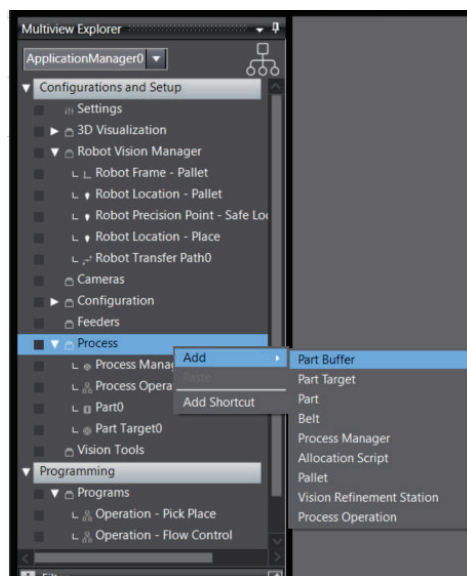 Multiview Explorer
ApplicationManager0
Configurations and Setup
Settings
3D Visualization
Robot Vision Manager
Robot Frame - Pallet
Robot Location - Pallet
Robot Precision Point - Safe Loc
Robot Location - Place
Robot Transfer Path0
Cameras
Configuration
Feeders
Process
Process Manag
Process Opera
Part0
Part Target0
Vision Tools
Programming
Programs
Operation - Pick Place
Operation - Flow Control
Add
Paste
Add Shortcut
Part Buffer
Part Target
Part
Belt
Process Manager
Allocation Script
Pallet
Vision Refinement Station
Process Operation